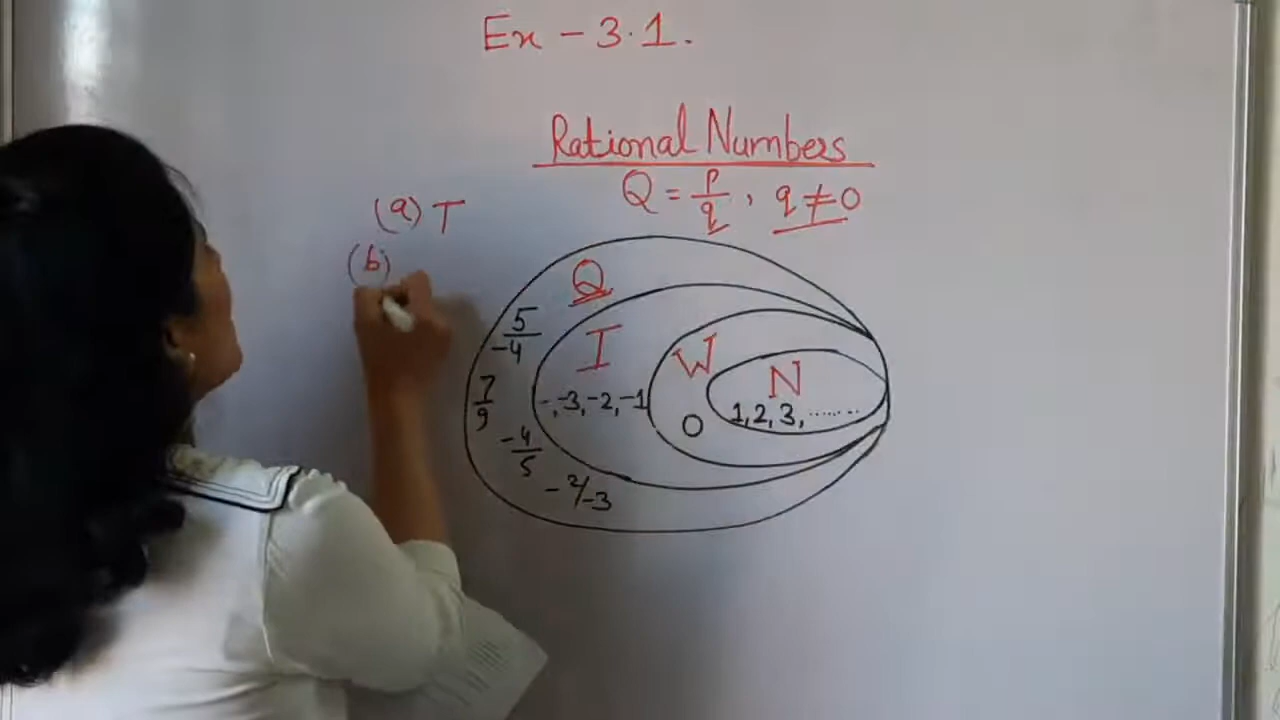 Ex - 3.1.
Rational Numbers
Q = p/q, q ≠ 0
(a) T
(b)
Q
5/-4
I
W
N
7/9
-, -3, -2, -1
0
1, 2, 3, ........
-4/5
- 2/-3